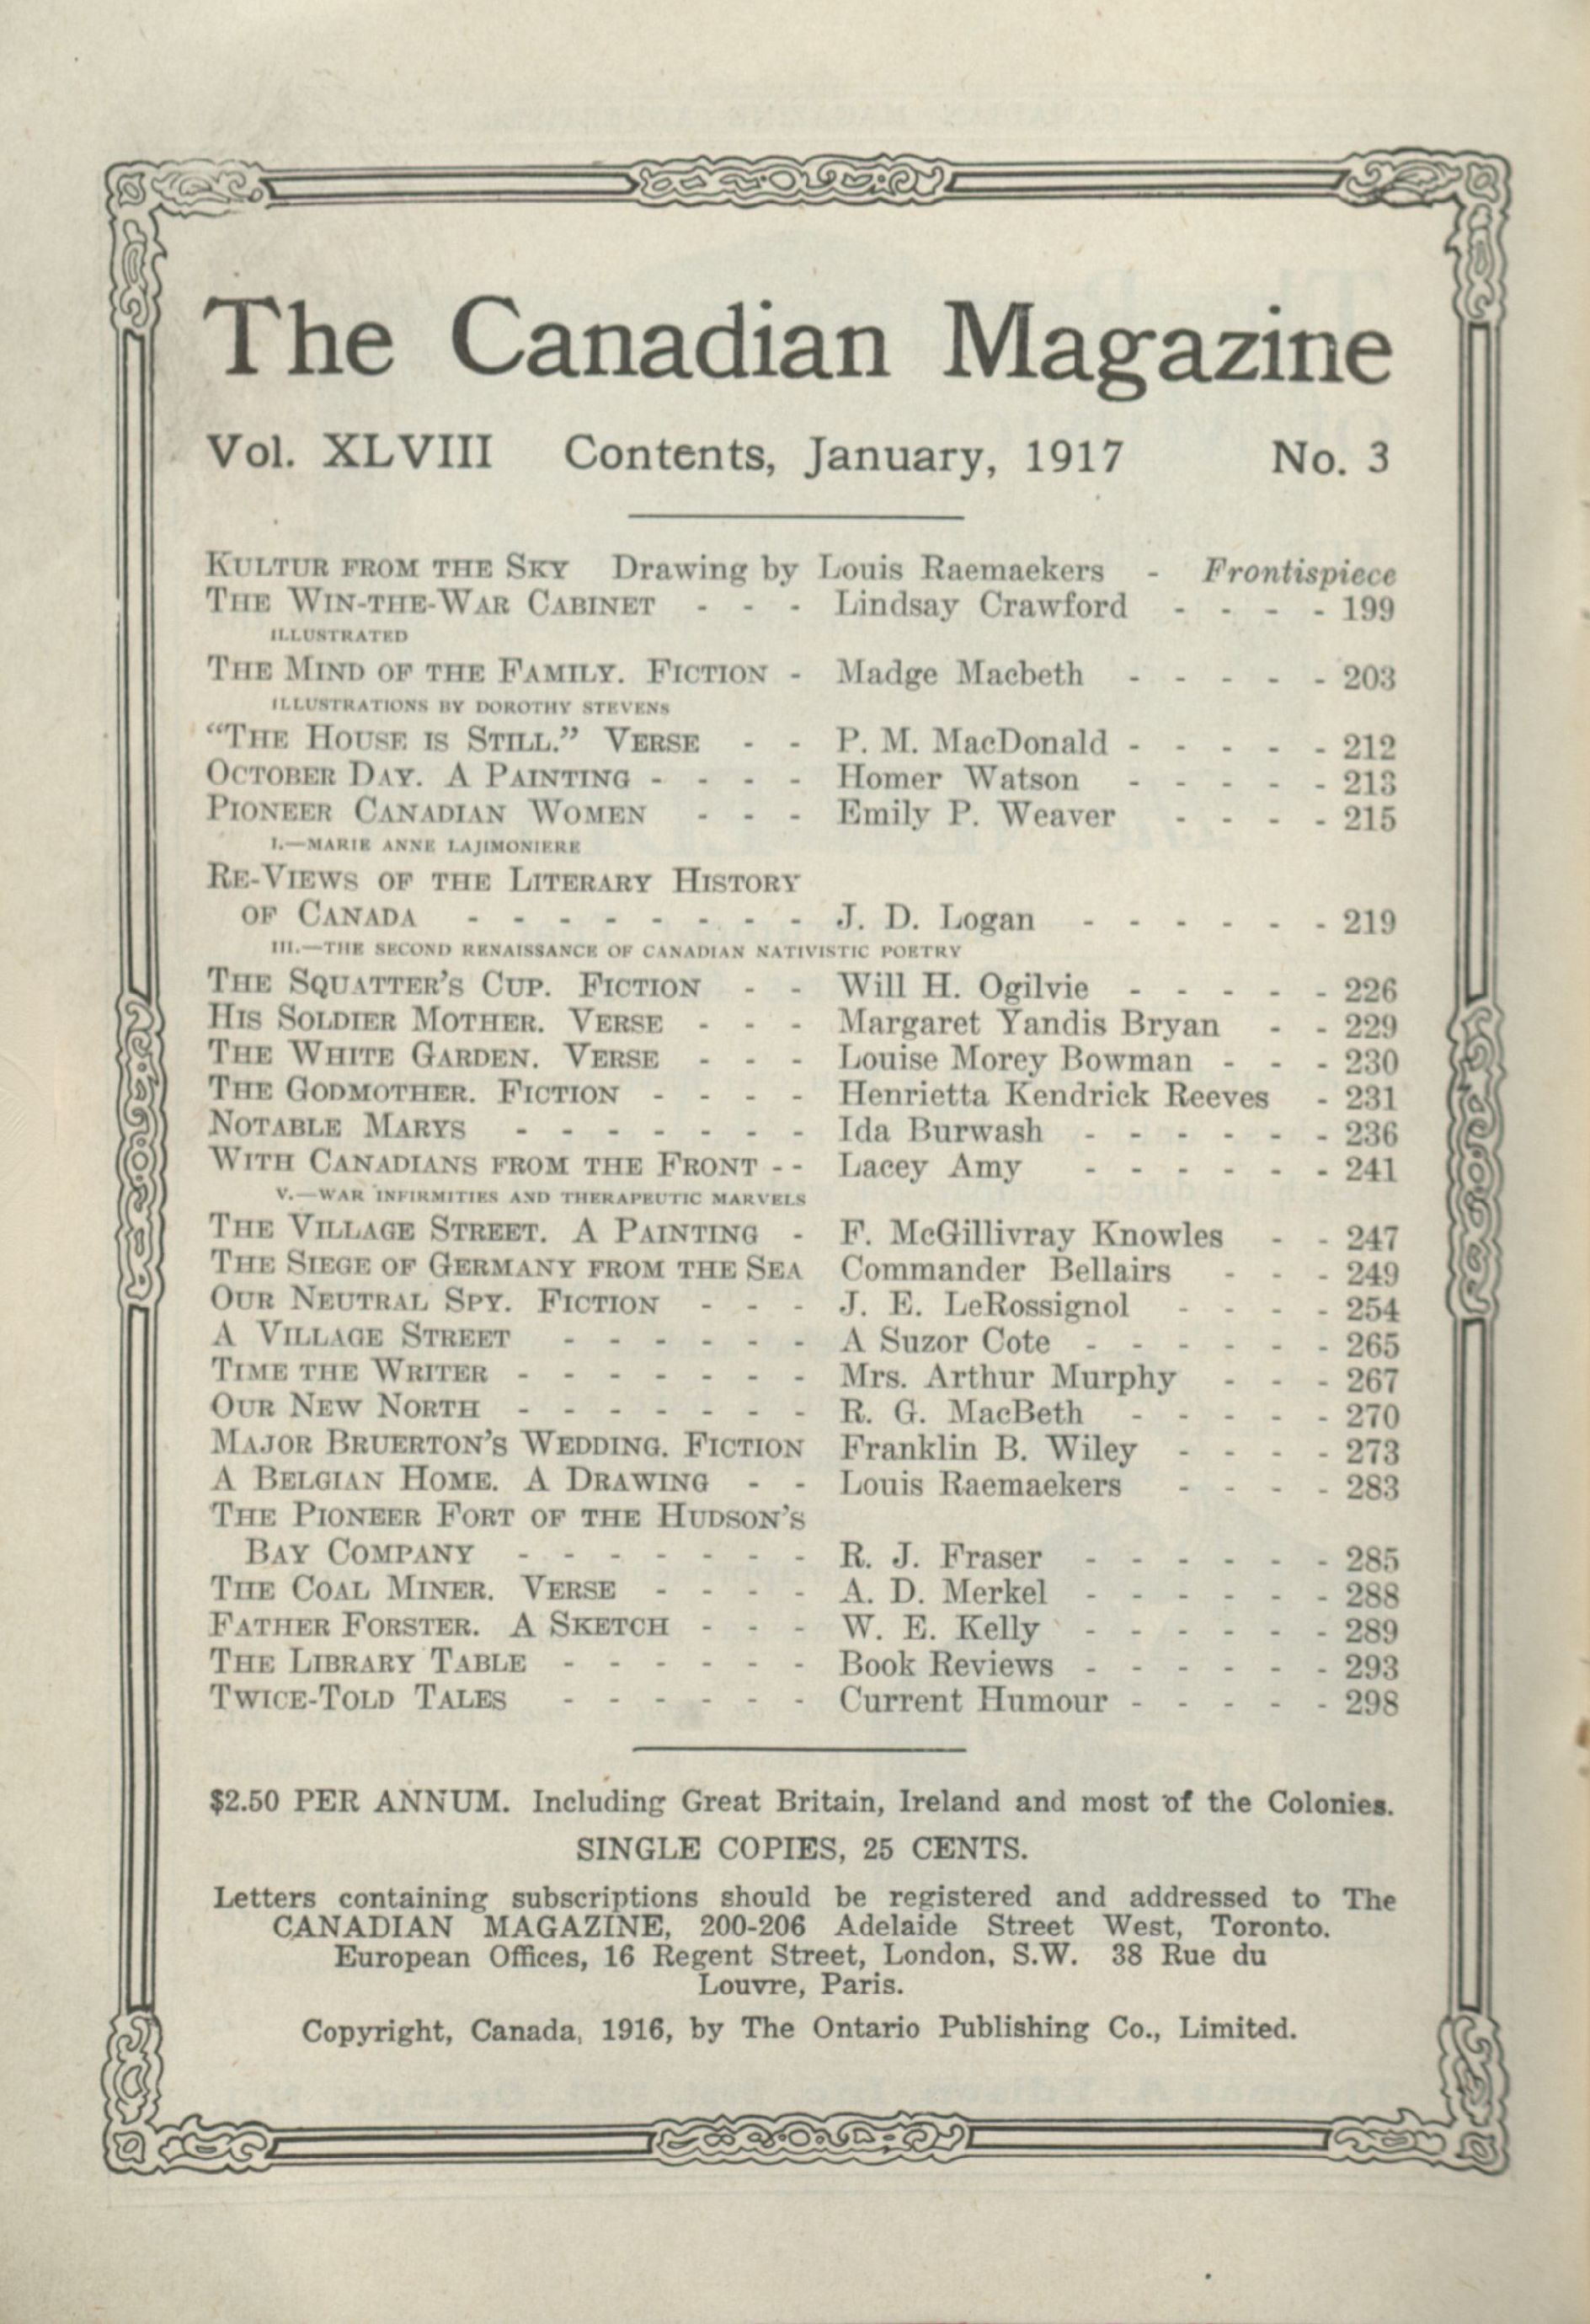 The Canadian Magazine
Vol. XLVIII Contents, January, 1917 No. 3
KULTUR FROM THE SKY Drawing by Louis Raemaekers - Frontispiece
THE WIN-THE-WAR CABINET - - - Lindsay Crawford - - - - 199
ILLUSTRATED
THE MIND OF THE FAMILY. FICTION - Madge Macbeth - - - - - 203
ILLUSTRATIONS BY DOROTHY STEVENS
“THE HOUSE IS STILL.” VERSE - - P. M. MacDonald - - - - - 212
OCTOBER DAY. A PAINTING - - - - Homer Watson - - - - - 213
PIONEER CANADIAN WOMEN - - - Emily P. Weaver - - - - 215
I.—MARIE ANNE LAJIMONIERE
RE-VIEWS OF THE LITERARY HISTORY
OF CANADA - - - - - - - - J. D. Logan - - - - - - 219
III.—THE SECOND RENAISSANCE OF CANADIAN NATIVISTIC POETRY
THE SQUATTER'S CUP. FICTION - - Will H. Ogilvie - - - - - 226
HIS SOLDIER MOTHER. VERSE - - - Margaret Yandis Bryan - - 229
THE WHITE GARDEN. VERSE - - - Louise Morey Bowman - - - 230
THE GODMOTHER. FICTION - - - - Henrietta Kendrick Reeves - 231
NOTABLE MARYS - - - - - - - Ida Burwash - - - - - - 236
WITH CANADIANS FROM THE FRONT - - Lacey Amy - - - - - - 241
V.—WAR INFIRMITIES AND THERAPEUTIC MARVELS
THE VILLAGE STREET. A PAINTING - F. McGillivray Knowles - - 247
THE SIEGE OF GERMANY FROM THE SEA Commander Bellairs - - - 249
OUR NEUTRAL SPY. FICTION - - - J. E. LeRossignol - - - - 254
A VILLAGE STREET - - - - - - A Suzor Cote - - - - - - 265
TIME THE WRITER - - - - - - - Mrs. Arthur Murphy - - - 267
OUR NEW NORTH - - - - - - - R. G. MacBeth - - - - - 270
MAJOR BRUERTON'S WEDDING. FICTION Franklin B. Wiley - - - - 273
A BELGIAN HOME. A DRAWING - - Louis Raemaekers - - - - 283
THE PIONEER FORT OF THE HUDSON'S
BAY COMPANY - - - - - - - R. J. Fraser - - - - - - 285
THE COAL MINER. VERSE - - - - A. D. Merkel - - - - - - 288
FATHER FORSTER. A SKETCH - - - W. E. Kelly - - - - - - 289
THE LIBRARY TABLE - - - - - - Book Reviews - - - - - - 293
TWICE-TOLD TALES - - - - - - Current Humour - - - - - 298
$2.50 PER ANNUM. Including Great Britain, Ireland and most of the Colonies.
SINGLE COPIES, 25 CENTS.
Letters containing subscriptions should be registered and addressed to The
CANADIAN MAGAZINE, 200-206 Adelaide Street West, Toronto.
European Offices, 16 Regent Street, London, S.W. 38 Rue du
Louvre, Paris.
Copyright, Canada, 1916, by The Ontario Publishing Co., Limited.